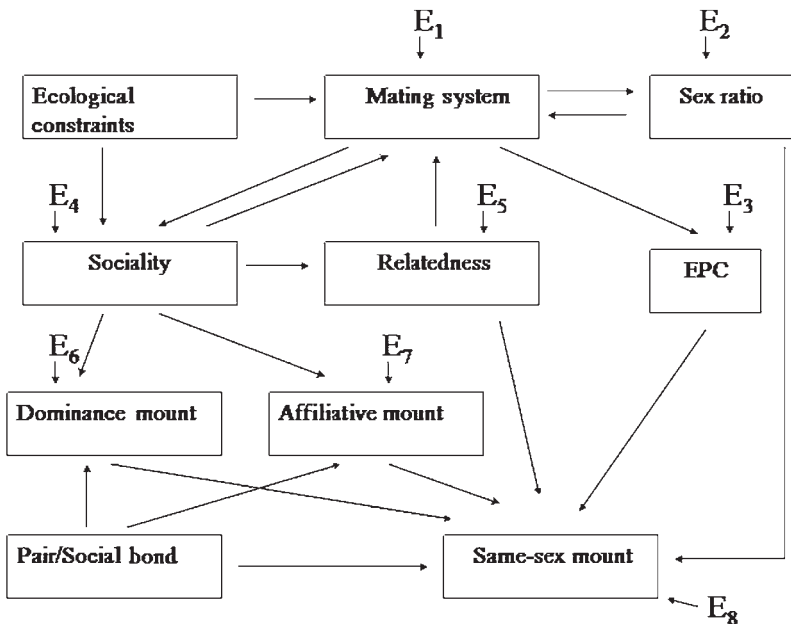 E1 E2
Ecological
constraints
Mating system
Sex ratio
E4 E5 E3
Sociality
Relatedness
EPC
E6 E7
Dominance mount
Affiliative mount
Pair/Social bond
Same-sex mount
E8